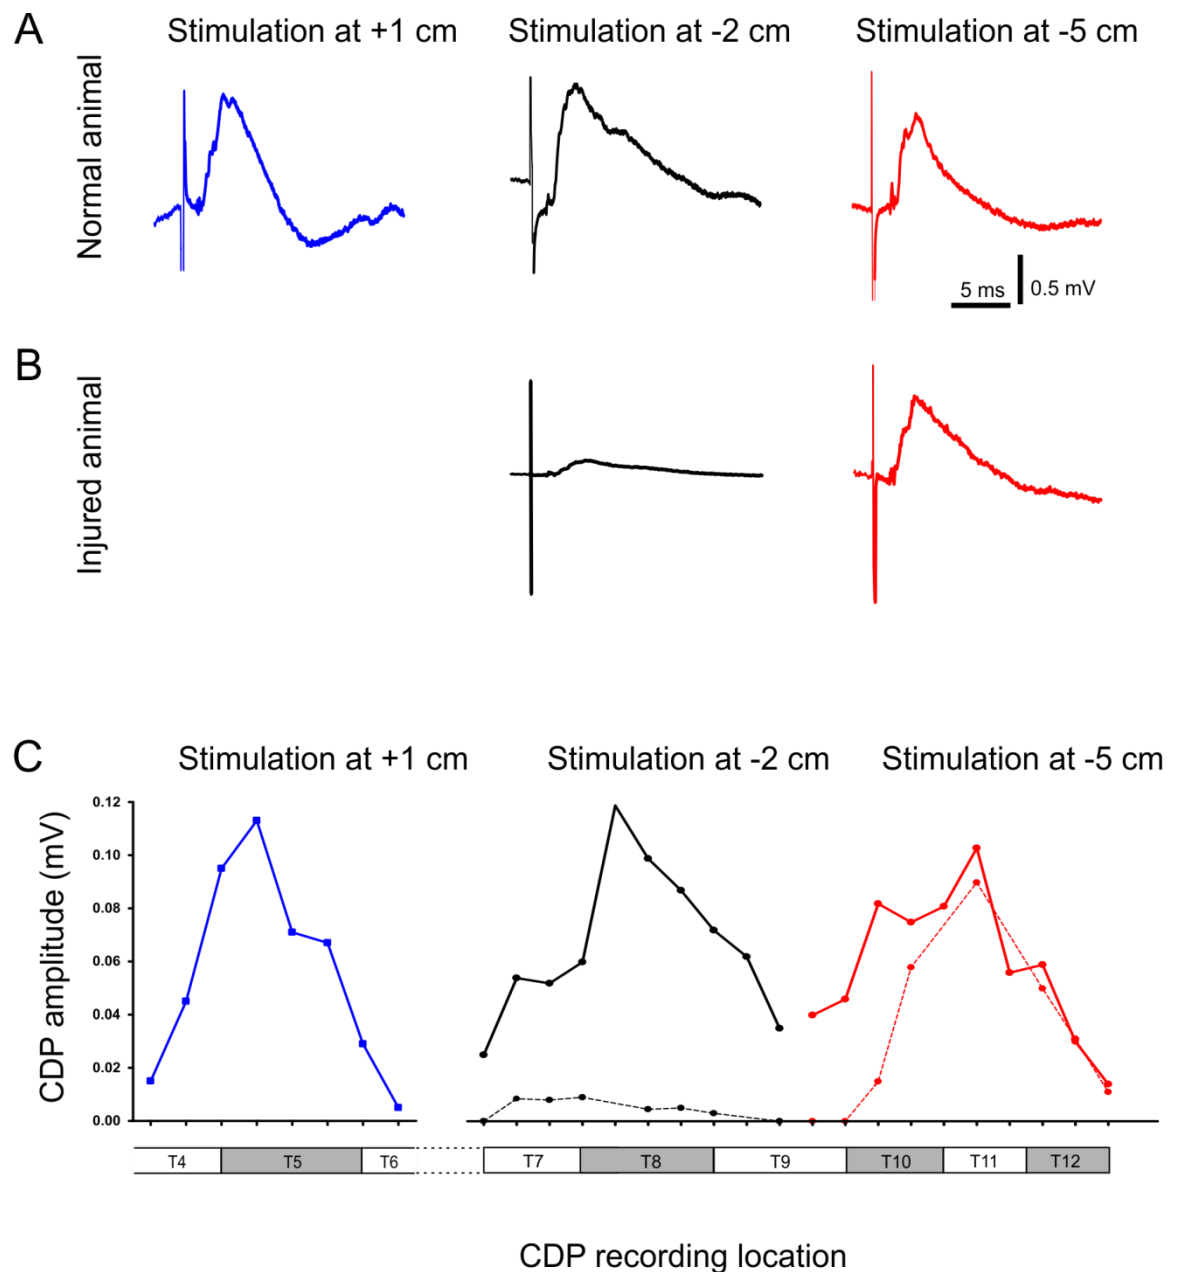 A
Stimulation at +1 cm
Stimulation at -2 cm
Stimulation at -5 cm
Normal animal
5 ms
0.5 mV
B
Injured animal
C
Stimulation at +1 cm
Stimulation at -2 cm
Stimulation at -5 cm
CDP amplitude (mV)
0.12
0.10
0.08
0.06
0.04
0.02
0.00
T4 T5 T6 T7 T8 T9 T10 T11 T12
CDP recording location